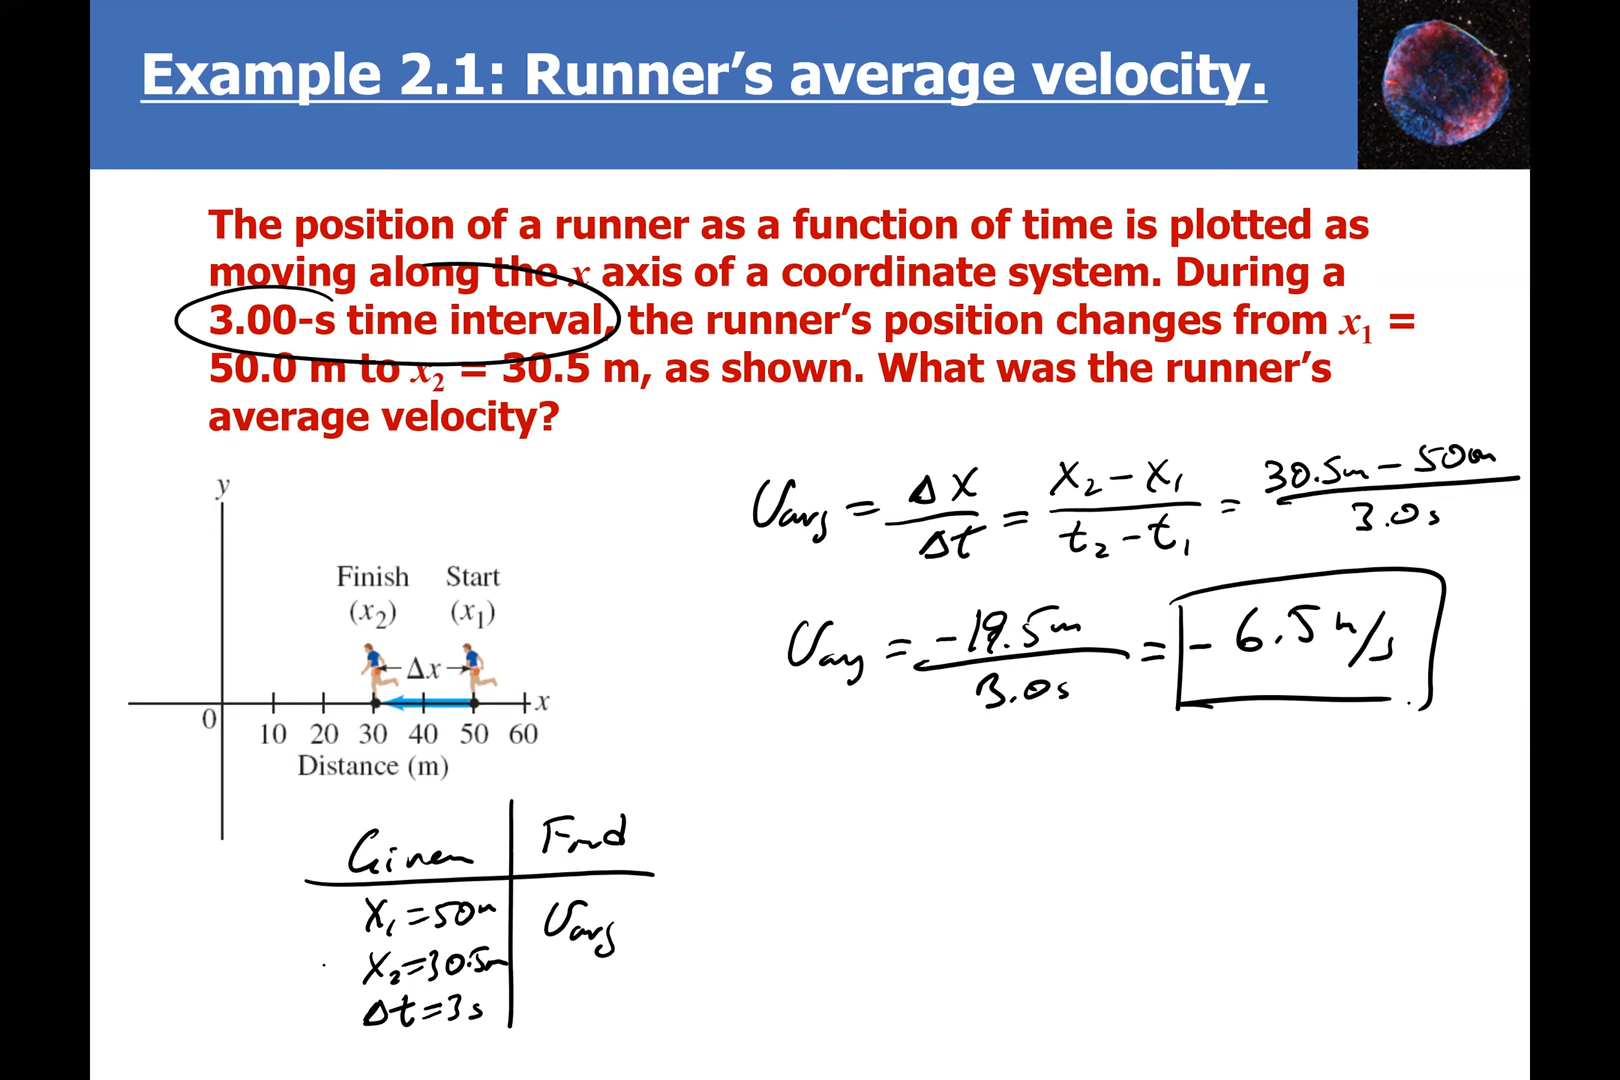 Example 2.1: Runner’s average velocity.
The position of a runner as a function of time is plotted as
moving along the x axis of a coordinate system. During a
3.00-s time interval, the runner’s position changes from x₁ =
50.0 m to x₂ = 30.5 m, as shown. What was the runner’s
average velocity?
y
Finish Start
(x₂) (x₁)
Δx
x
0
10 20 30 40 50 60
Distance (m)
Given Find
x₁ = 50m Vavg
x₂ = 30.5m
Δt = 3s
Vavg = Δx/Δt = (x₂ - x₁)/(t₂ - t₁) = (30.5m - 50m)/3.0s
Vavg = -19.5m/3.0s = -6.5 m/s